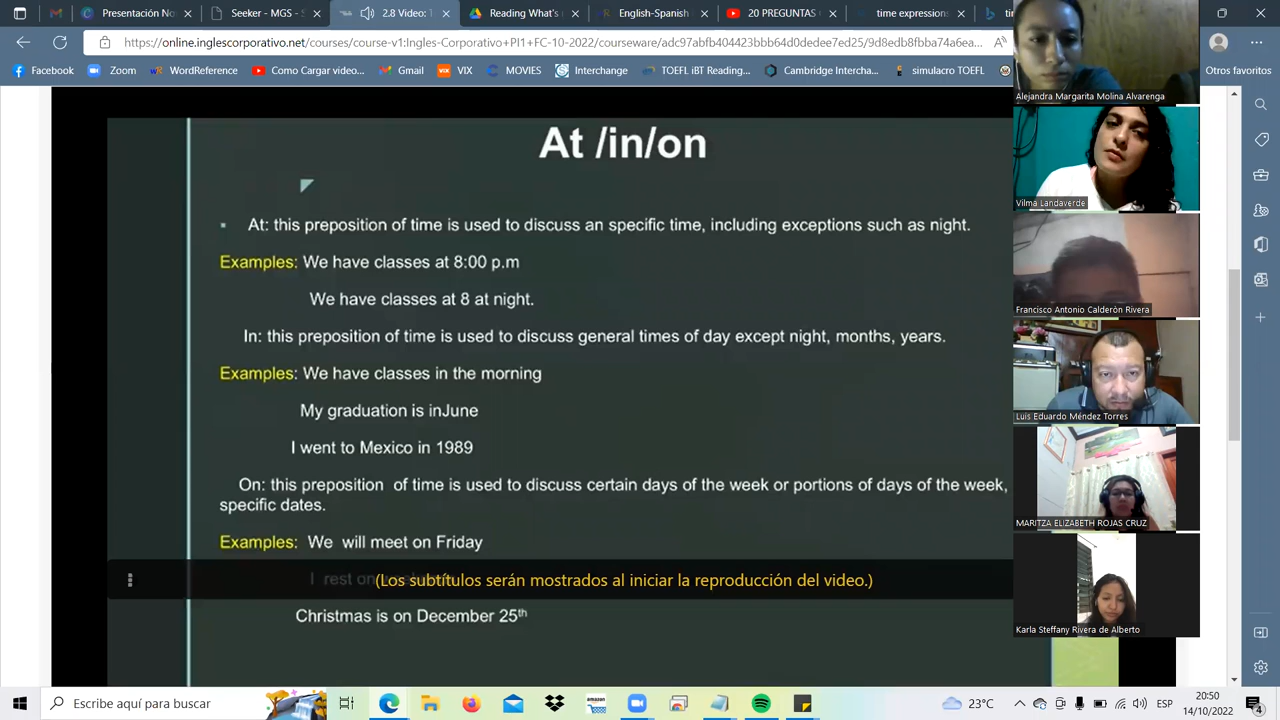 Presentación No
Seeker - MGS - S
2.8 Video: T
Reading What's
English-Spanish
20 PREGUNTAS
time expressions
https://online.inglescorporativo.net/courses/course-v1:Ingles-Corporativo+PI1+FC-10-2022/courseware/adc97abfb404423bbb64d0dedee7ed25/9d8edb8fbba74a6ea...
Facebook
Zoom
WordReference
Como Cargar video...
Gmail
VIX
MOVIES
Interchange
TOEFL iBT Reading...
Cambridge Intercha...
simulacro TOEFL
Otros favoritos
At /in/on
At: this preposition of time is used to discuss an specific time, including exceptions such as night.
Examples: We have classes at 8:00 p.m
We have classes at 8 at night.
In: this preposition of time is used to discuss general times of day except night, months, years.
Examples: We have classes in the morning
My graduation is inJune
I went to Mexico in 1989
On: this preposition of time is used to discuss certain days of the week or portions of days of the week,
specific dates.
Examples: We will meet on Friday
I rest on
(Los subtítulos serán mostrados al iniciar la reproducción del video.)
Christmas is on December 25th
Alejandra Margarita Molina Alvarenga
Vilma Landaverde
Francisco Antonio Calderòn Rivera
Luis Eduardo Méndez Torres
MARITZA ELIZABETH ROJAS CRUZ
Karla Steffany Rivera de Alberto
Escribe aquí para buscar
amazon
23°C
ESP
20:50
14/10/2022
4